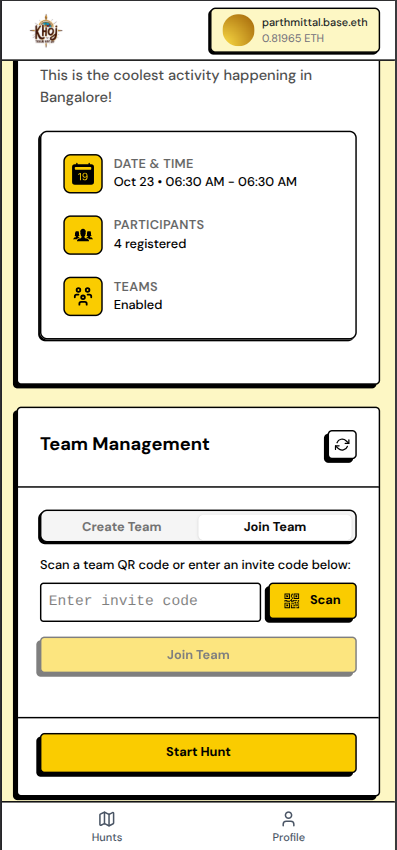 KHOJ
parthmittal.base.eth
0.81965 ETH
This is the coolest activity happening in
Bangalore!
19
DATE & TIME
Oct 23 • 06:30 AM - 06:30 AM
PARTICIPANTS
4 registered
TEAMS
Enabled
Team Management
Create Team
Join Team
Scan a team QR code or enter an invite code below:
Enter invite code
Scan
Join Team
Start Hunt
Hunts
Profile